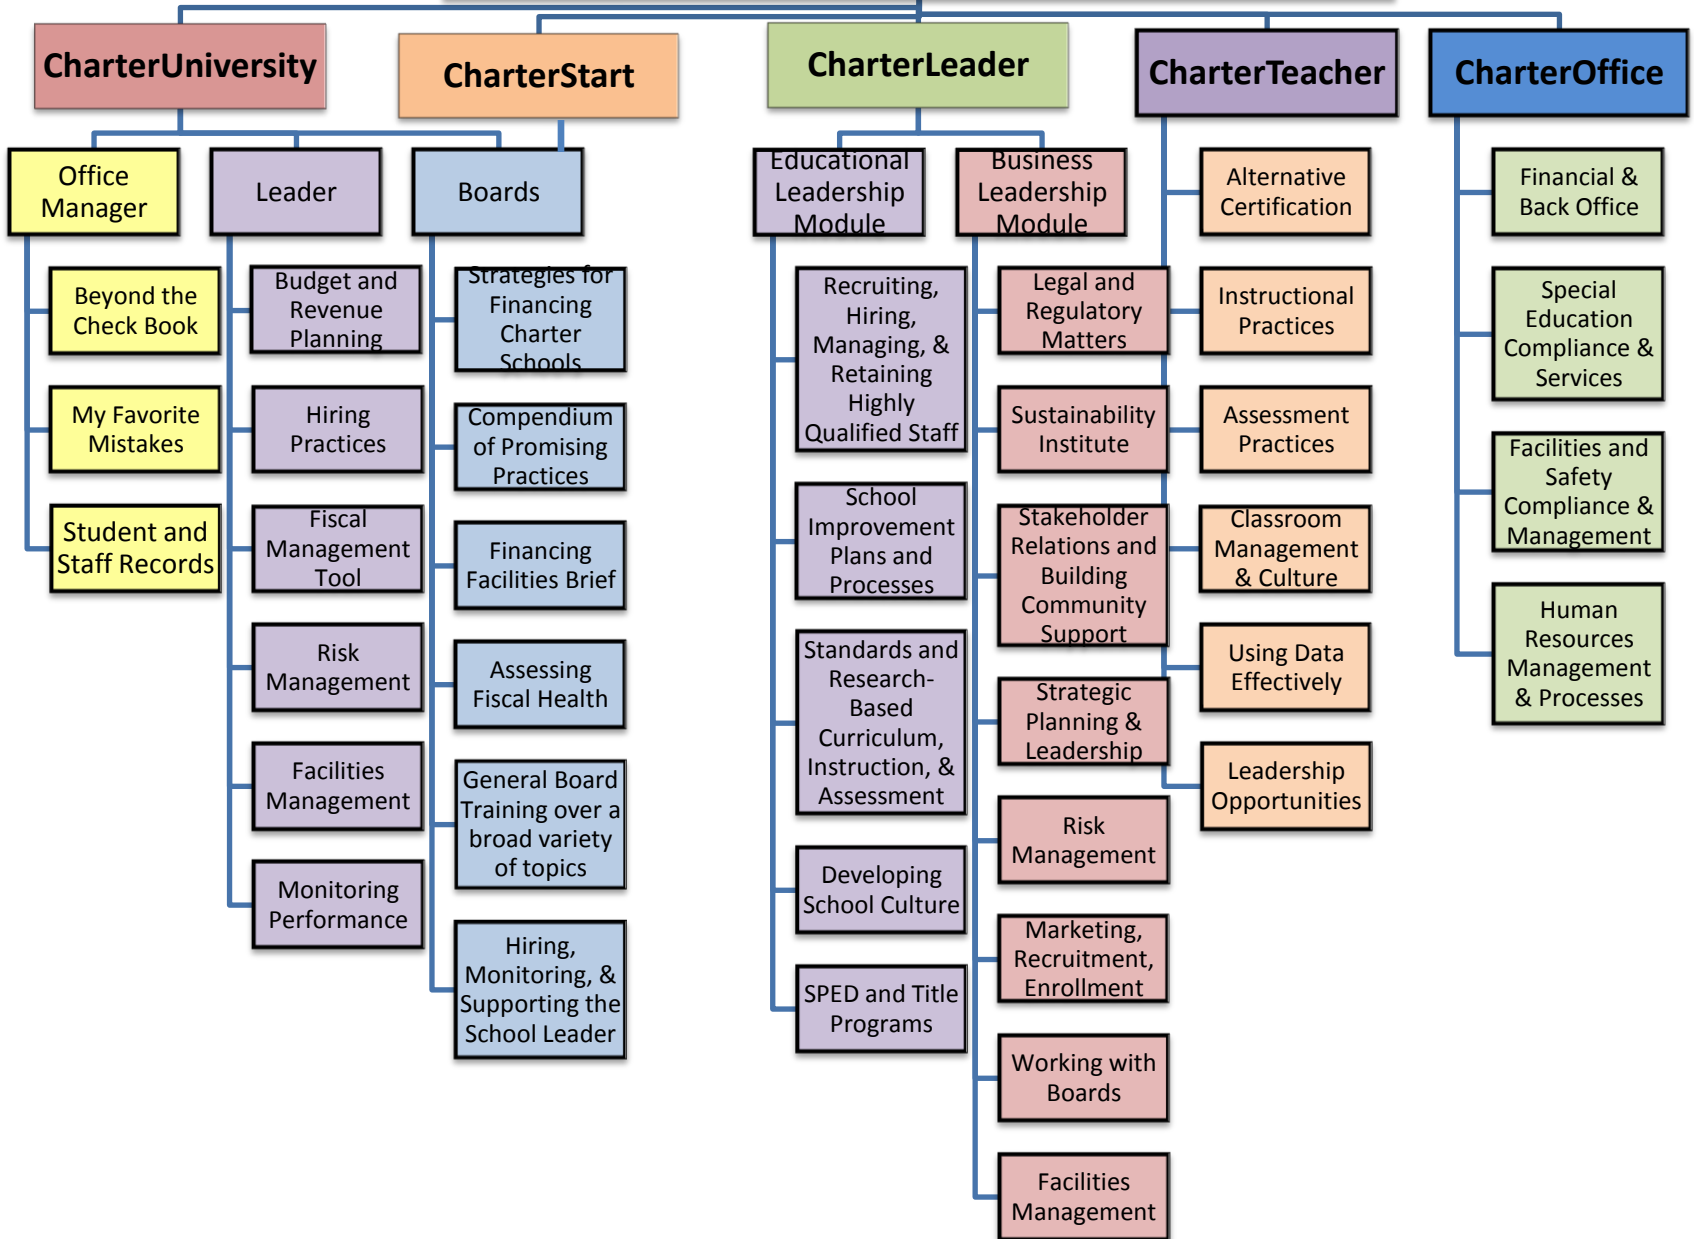 CharterUniversity
CharterStart
CharterLeader
CharterTeacher
CharterOffice
Office
Manager
Beyond the
Check Book
My Favorite
Mistakes
Student and
Staff Records
Leader
Budget and
Revenue
Planning
Hiring
Practices
Fiscal
Management
Tool
Risk
Management
Facilities
Management
Monitoring
Performance
Boards
Strategies for
Financing
Charter
Schools
Compendium
of Promising
Practices
Financing
Facilities Brief
Assessing
Fiscal Health
General Board
Training over a
broad variety
of topics
Hiring,
Monitoring, &
Supporting the
School Leader
Educational
Leadership
Module
Recruiting,
Hiring,
Managing, &
Retaining
Highly
Qualified Staff
School
Improvement
Plans and
Processes
Standards and
Research-
Based
Curriculum,
Instruction, &
Assessment
Developing
School Culture
SPED and Title
Programs
Business
Leadership
Module
Legal and
Regulatory
Matters
Sustainability
Institute
Stakeholder
Relations and
Building
Community
Support
Strategic
Planning &
Leadership
Risk
Management
Marketing,
Recruitment,
Enrollment
Working with
Boards
Facilities
Management
Alternative
Certification
Instructional
Practices
Assessment
Practices
Classroom
Management
& Culture
Using Data
Effectively
Leadership
Opportunities
Financial &
Back Office
Special
Education
Compliance &
Services
Facilities and
Safety
Compliance &
Management
Human
Resources
Management
& Processes